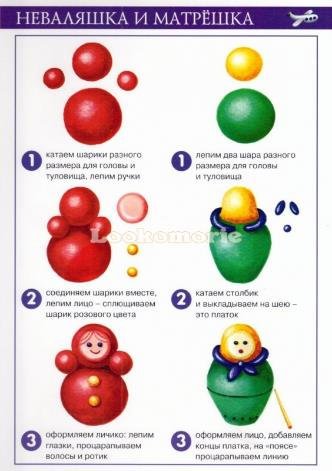 НЕВАЛЯШКА И МАТРЁШКА
1
катаем шарики разного
размера для головы и
туловища, лепим ручки
1
лепим два шара разного
размера для головы
и туловища
Lookomorie
2
соединяем шарики вместе,
лепим лицо – сплющиваем
шарик розового цвета
2
катаем столбик
и выкладываем на шею –
это платок
3
оформляем личико: лепим
глазки, процарапываем
волосы и ротик
3
оформляем лицо, добавляем
концы платка, на «поясе»
процарапываем линию